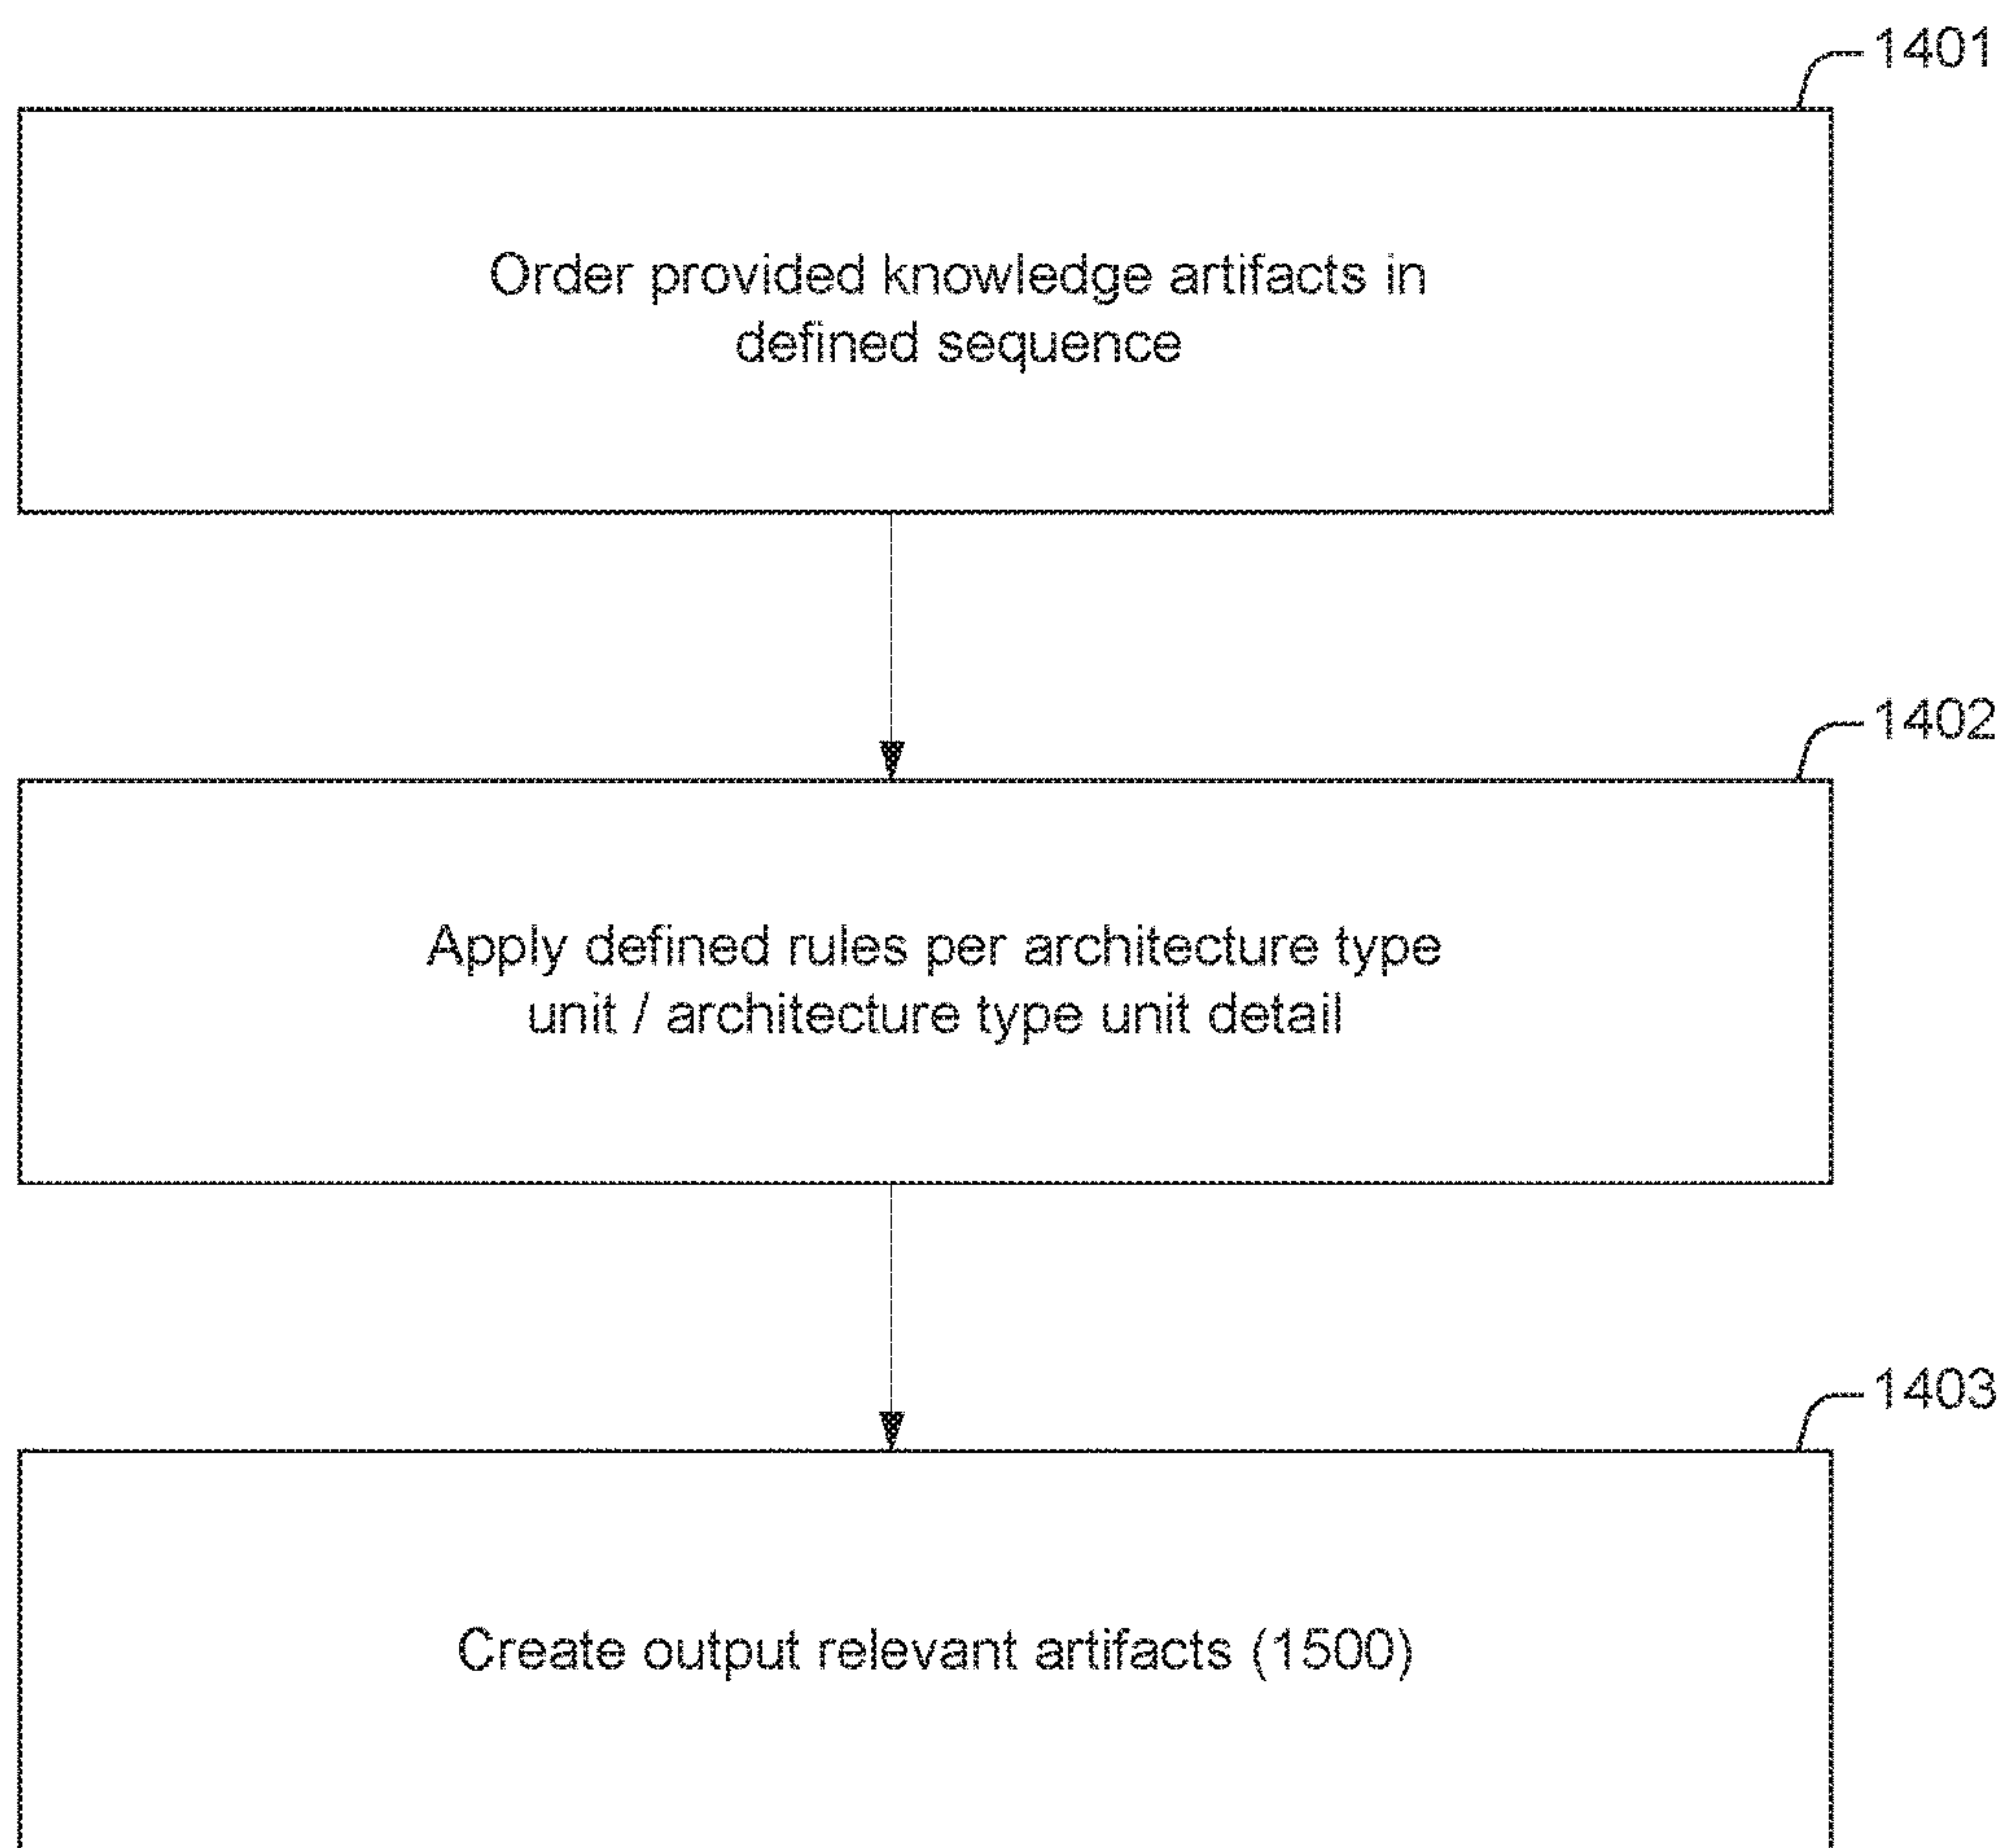 1401
Order provided knowledge artifacts in
defined sequence
1402
Apply defined rules per architecture type
unit / architecture type unit detail
1403
Create output relevant artifacts (1500)